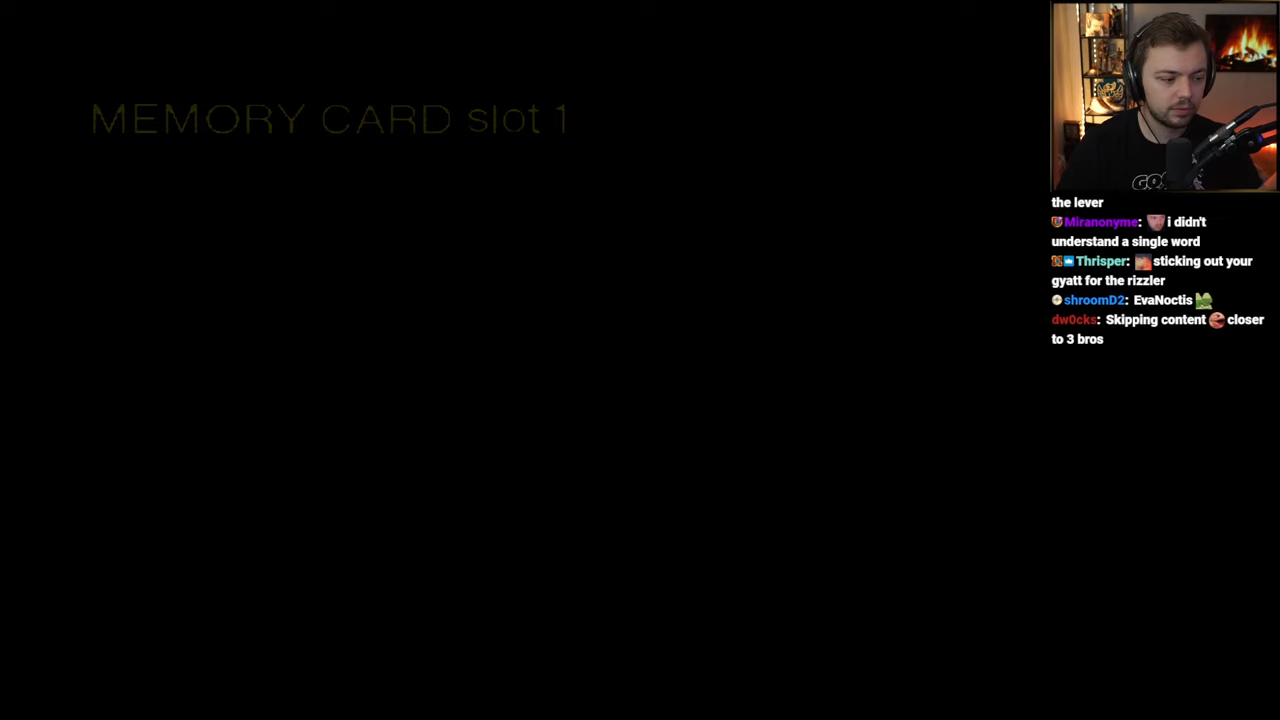 MEMORY CARD slot 1
the lever
Miranonyme: i didn't
understand a single word
Thrisper: sticking out your
gyatt for the rizzler
shroomD2: EvaNoctis
dw0cks: Skipping content closer
to 3 bros